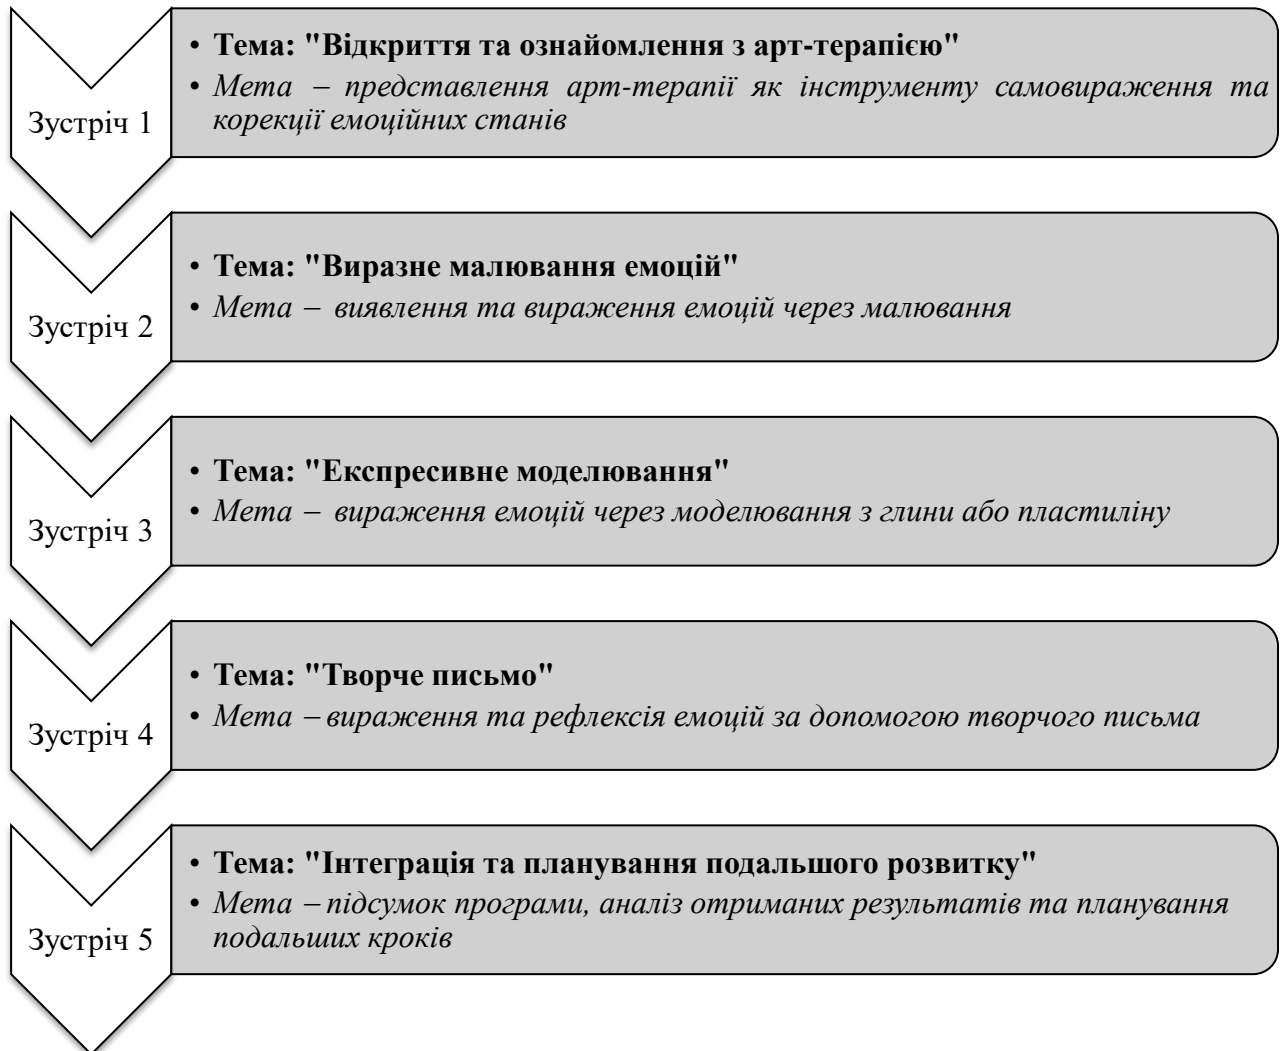 Зустріч 1
• Тема: "Відкриття та ознайомлення з арт-терапією"
• Мета – представлення арт-терапії як інструменту самовираження та
корекції емоційних станів
Зустріч 2
• Тема: "Виразне малювання емоцій"
• Мета – виявлення та вираження емоцій через малювання
Зустріч 3
• Тема: "Експресивне моделювання"
• Мета – вираження емоцій через моделювання з глини або пластиліну
Зустріч 4
• Тема: "Творче письмо"
• Мета – вираження та рефлексія емоцій за допомогою творчого письма
Зустріч 5
• Тема: "Інтеграція та планування подальшого розвитку"
• Мета – підсумок програми, аналіз отриманих результатів та планування
подальших кроків